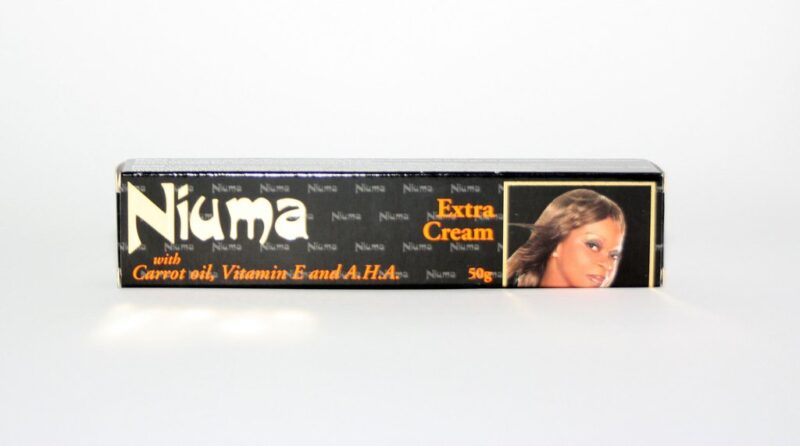 Niuma
with
Carrot oil, Vitamin E and A.H.A.
Extra
Cream
50g